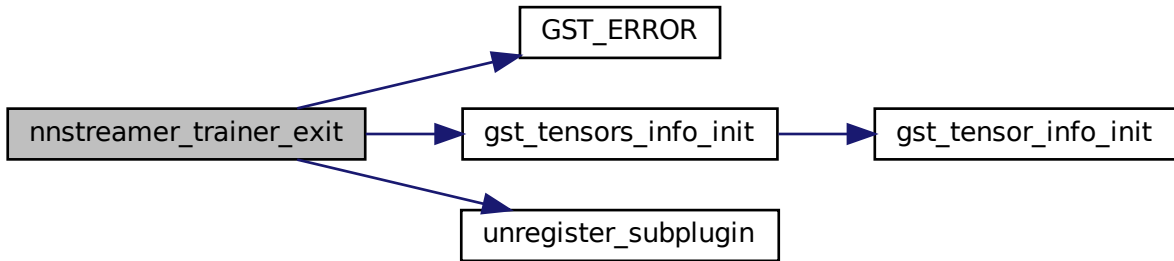 GST_ERROR
nnstreamer_trainer_exit
gst_tensors_info_init
gst_tensor_info_init
unregister_subplugin